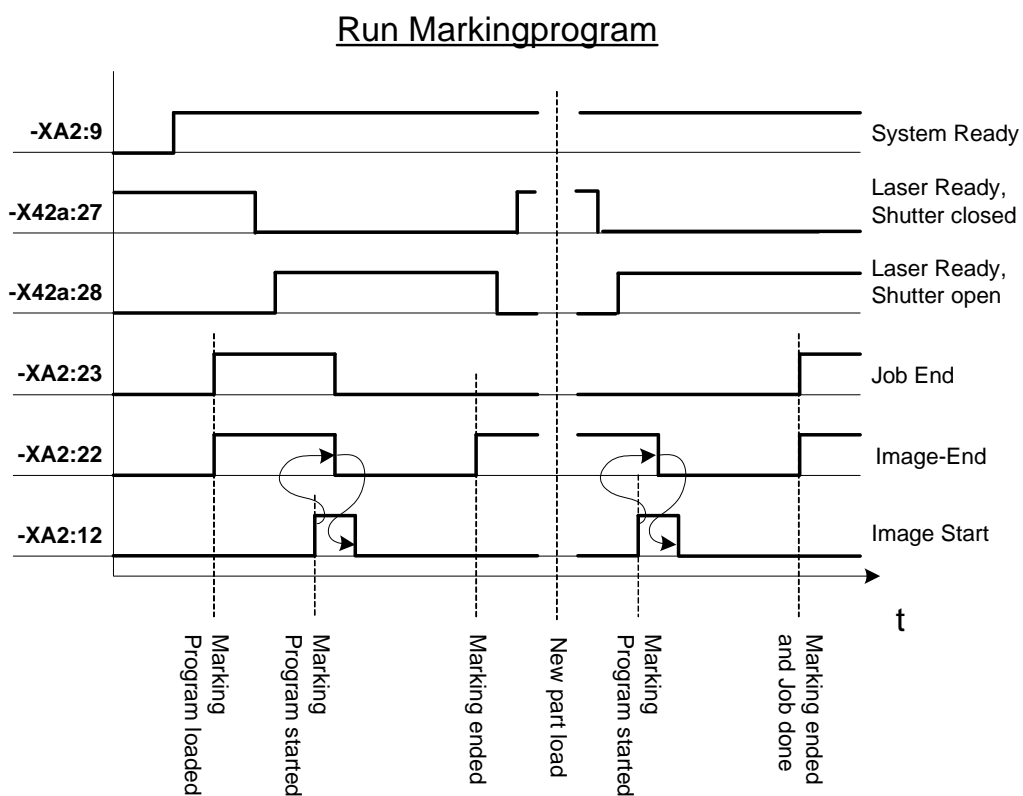 Run Markingprogram
-XA2:9
System Ready
-X42a:27
Laser Ready,
Shutter closed
-X42a:28
Laser Ready,
Shutter open
-XA2:23
Job End
-XA2:22
Image-End
-XA2:12
Image Start
t
Marking
Program loaded
Marking
Program started
Marking ended
New part load
Marking
Program started
Marking ended
and Job done